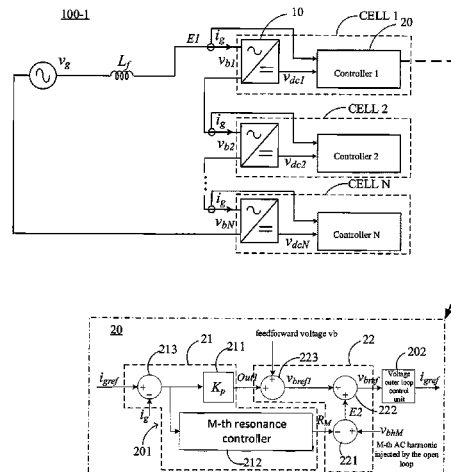 100-1
10
CELL 1
20
E1
i_g
v_g
L_f
v_b1
v_dc1
Controller 1
CELL 2
i_g
v_b2
v_dc2
Controller 2
CELL N
i_g
v_bN
v_dcN
Controller N
20
feedforward voltage vb
213
21
211
22
223
202
i_gref
K_p
Out1
v_bref1
v_bref
Voltage outer loop control unit
i_gref
i_g
222
E2
201
M-th resonance controller
R_M
v_bhM
212
221
M-th AC harmonic injected by the open loop